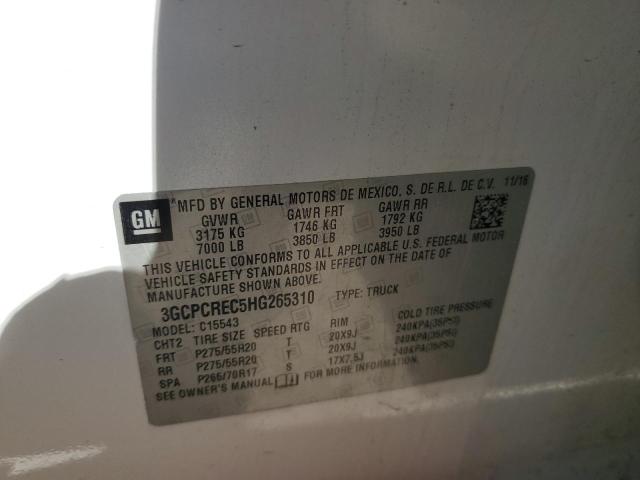 GM
MFD BY GENERAL MOTORS DE MEXICO, S. DE R.L. DE C.V. 11/16
GVWR GAWR FRT GAWR RR
3175 KG 1746 KG 1792 KG
7000 LB 3850 LB 3950 LB
THIS VEHICLE CONFORMS TO ALL APPLICABLE U.S. FEDERAL MOTOR
VEHICLE SAFETY STANDARDS IN EFFECT ON THE DATE OF
MANUFACTURE SHOWN ABOVE.
3GCPCREC5HG265310 TYPE: TRUCK
MODEL: C15543
CHT2 TIRE SIZE SPEED RTG RIM COLD TIRE PRESSURE
FRT P275/55R20 T 20X9J 240KPA(35PSI)
RR P275/55R20 T 20X9J 240KPA(35PSI)
SPA P265/70R17 S 17X7.5J 240KPA(35PSI)
SEE OWNER'S MANUAL FOR MORE INFORMATION.